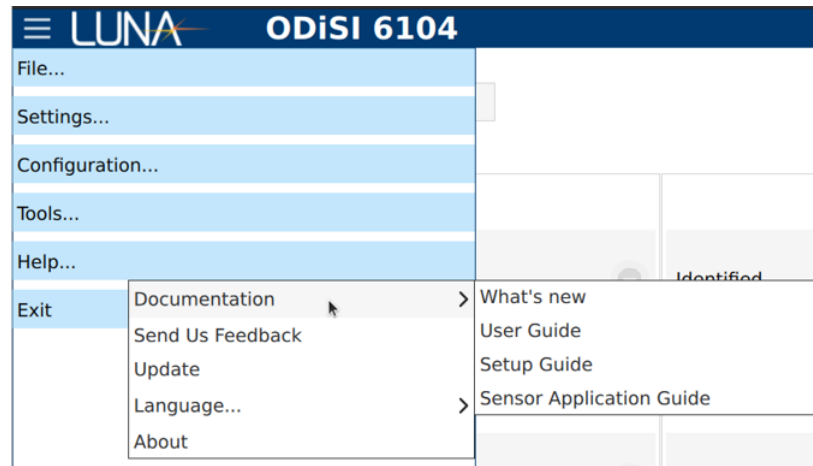 LUNA ODiSI 6104
File...
Settings...
Configuration...
Tools...
Help...
Identified
Exit
Documentation
Send Us Feedback
Update
Language...
About
What's new
User Guide
Setup Guide
Sensor Application Guide